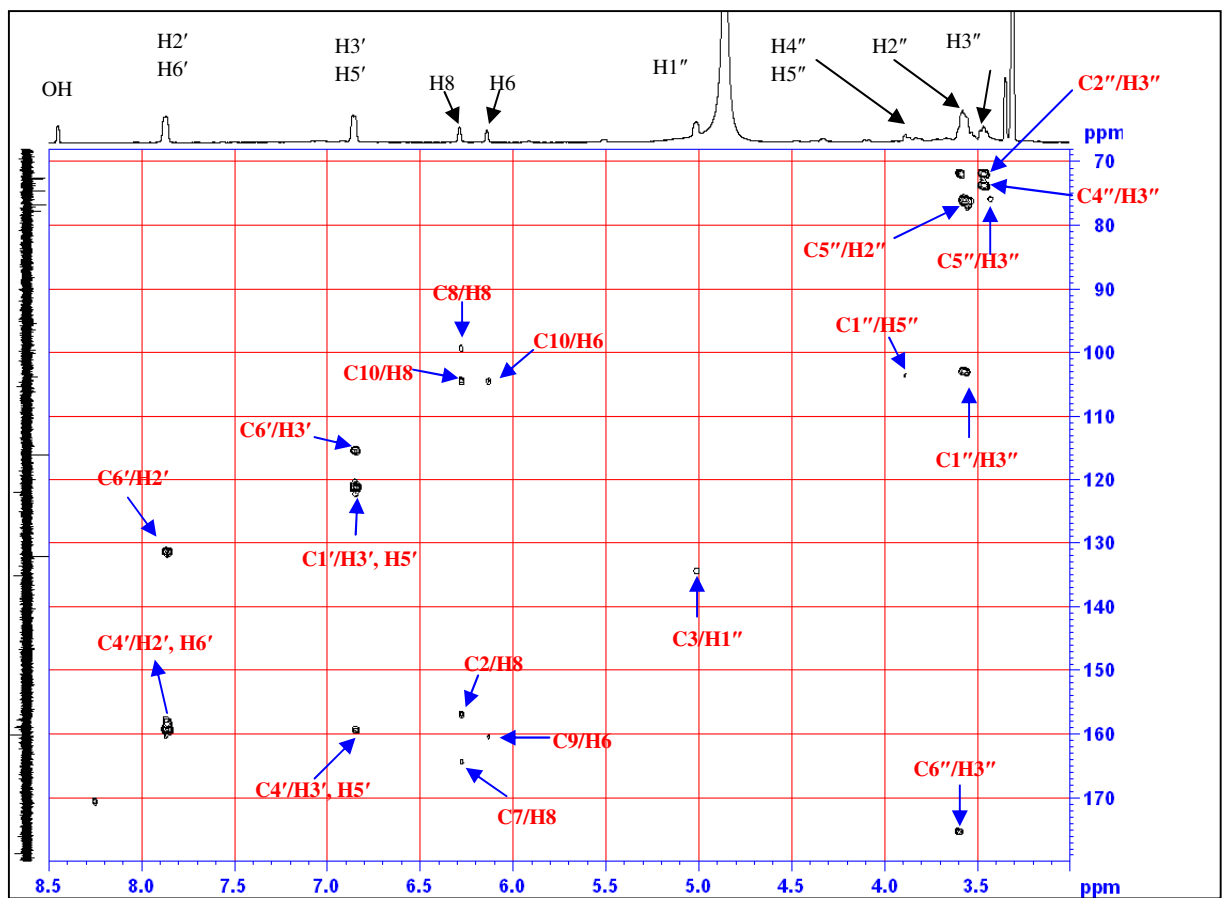 H2′
H6′
H3′
H5′
OH
H8
H6
H1″
H4″
H5″
H2″
H3″
C2″/H3″
ppm
70
C4″/H3″
80
C5″/H2″
C5″/H3″
C8/H8
90
C1″/H5″
C10/H6
100
C10/H8
110
C6′/H3′
C1″/H3″
C6′/H2′
120
C1′/H3′, H5′
130
C3/H1″
140
C4′/H2′, H6′
C2/H8
150
C9/H6
160
C4′/H3′, H5′
C7/H8
C6″/H3″
170
8.5 8.0 7.5 7.0 6.5 6.0 5.5 5.0 4.5 4.0 3.5 ppm